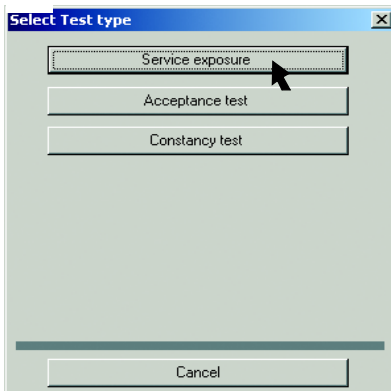 Select Test type
Service exposure
Acceptance test
Constancy test
Cancel